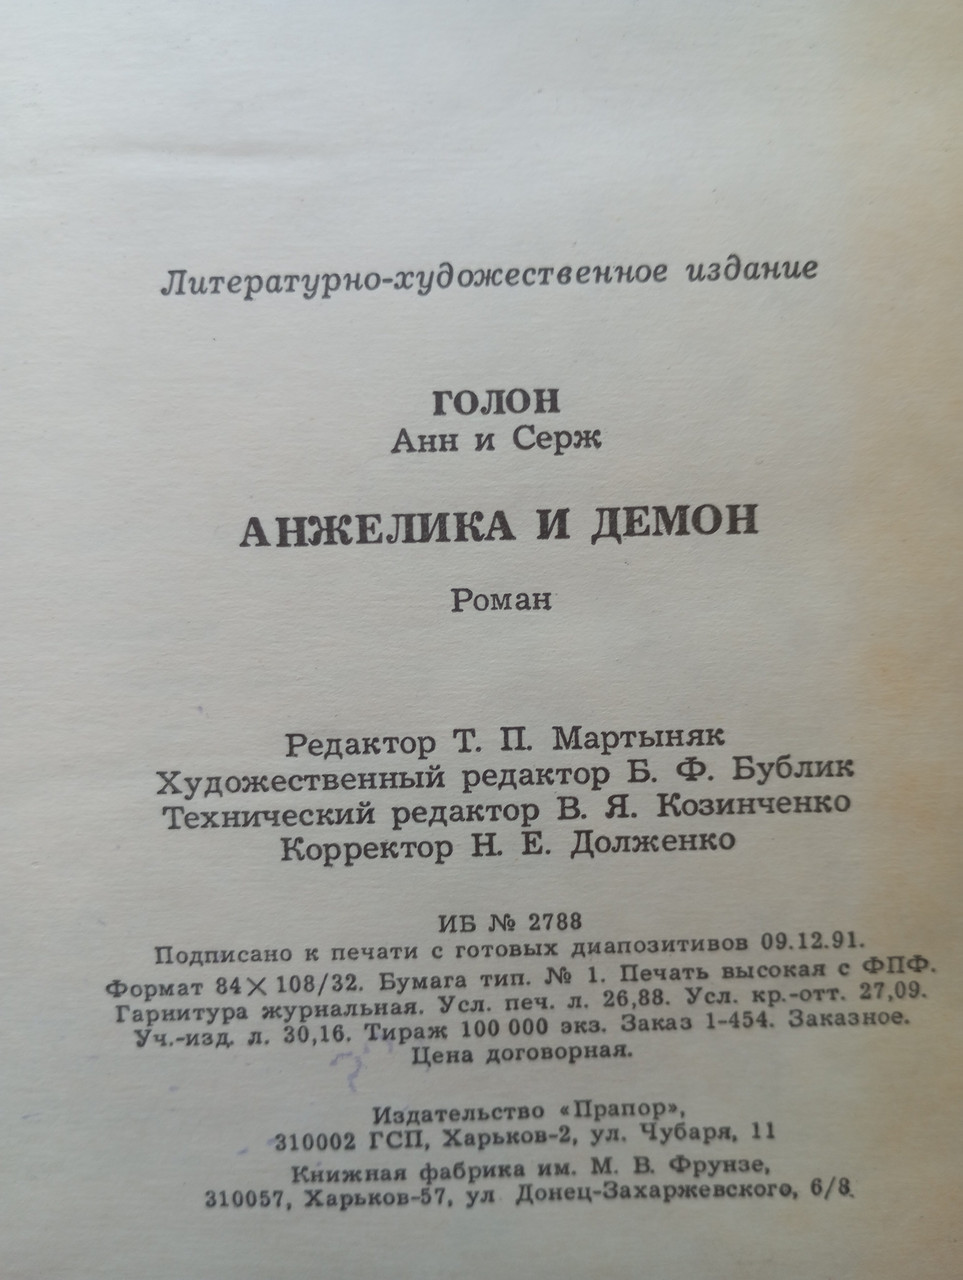 Литературно-художественное издание
ГОЛОН
Анн и Серж
АНЖЕЛИКА И ДЕМОН
Роман
Редактор Т. П. Мартыняк
Художественный редактор Б. Ф. Бублик
Технический редактор В. Я. Козинченко
Корректор Н. Е. Долженко
ИБ № 2788
Подписано к печати с готовых диапозитивов 09.12.91.
Формат 84×108/32. Бумага тип. № 1. Печать высокая с ФПФ.
Гарнитура журнальная. Усл. печ. л. 26,88. Усл. кр.-отт. 27,09.
Уч.-изд. л. 30,16. Тираж 100 000 экз. Заказ 1-454. Заказное.
Цена договорная.
Издательство «Прапор»,
310002 ГСП, Харьков-2, ул. Чубаря, 11
Книжная фабрика им. М. В. Фрунзе,
310057, Харьков-57, ул Донец-Захаржевского, 6/8.